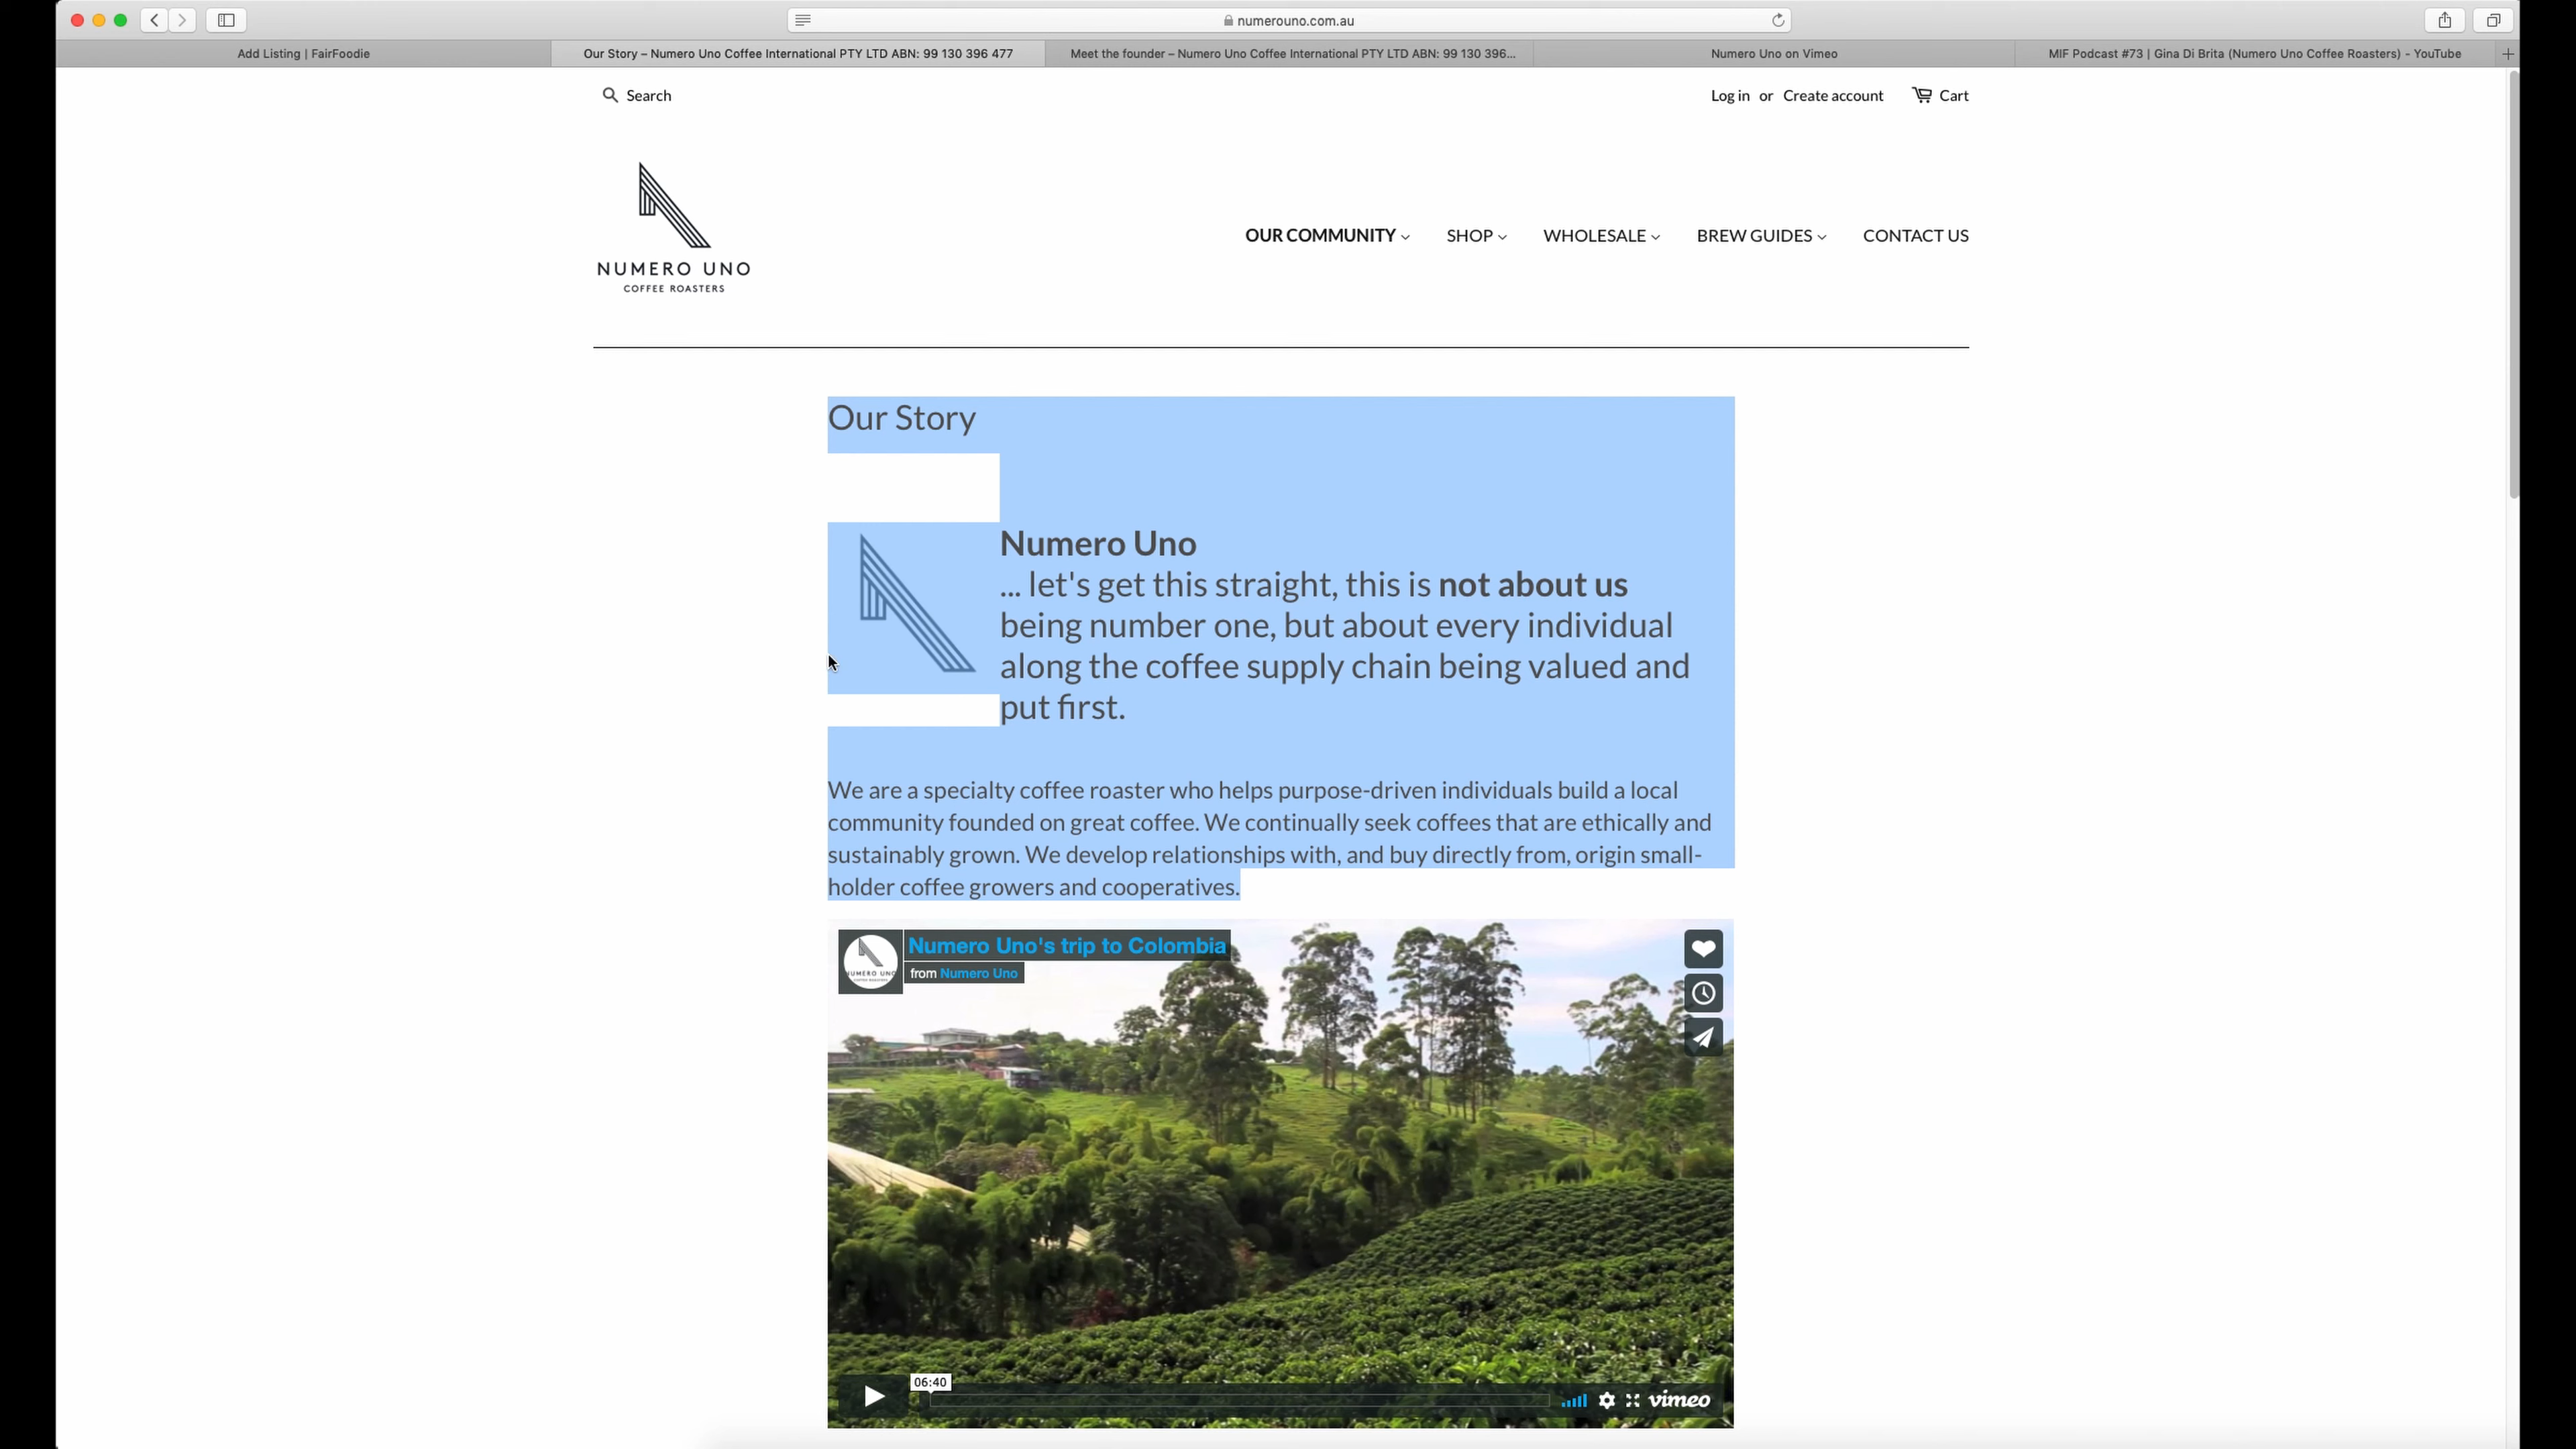 numerouno.com.au
Add Listing | FairFoodie
Our Story – Numero Uno Coffee International PTY LTD ABN: 99 130 396 477
Meet the founder – Numero Uno Coffee International PTY LTD ABN: 99 130 396...
Numero Uno on Vimeo
MIF Podcast #73 | Gina Di Brita (Numero Uno Coffee Roasters) - YouTube
Search
Log in or Create account
Cart
NUMERO UNO
COFFEE ROASTERS
OUR COMMUNITY
SHOP
WHOLESALE
BREW GUIDES
CONTACT US
Our Story
Numero Uno
... let's get this straight, this is not about us
being number one, but about every individual
along the coffee supply chain being valued and
put first.
We are a specialty coffee roaster who helps purpose-driven individuals build a local
community founded on great coffee. We continually seek coffees that are ethically and
sustainably grown. We develop relationships with, and buy directly from, origin small-
holder coffee growers and cooperatives.
NUMERO UNO
Numero Uno's trip to Colombia
from Numero Uno
06:40
vimeo